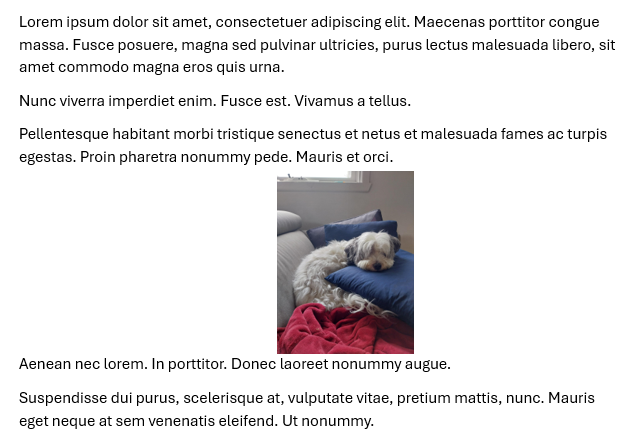 Lorem ipsum dolor sit amet, consectetuer adipiscing elit. Maecenas porttitor congue
massa. Fusce posuere, magna sed pulvinar ultricies, purus lectus malesuada libero, sit
amet commodo magna eros quis urna.
Nunc viverra imperdiet enim. Fusce est. Vivamus a tellus.
Pellentesque habitant morbi tristique senectus et netus et malesuada fames ac turpis
egestas. Proin pharetra nonummy pede. Mauris et orci.
Aenean nec lorem. In porttitor. Donec laoreet nonummy augue.
Suspendisse dui purus, scelerisque at, vulputate vitae, pretium mattis, nunc. Mauris
eget neque at sem venenatis eleifend. Ut nonummy.